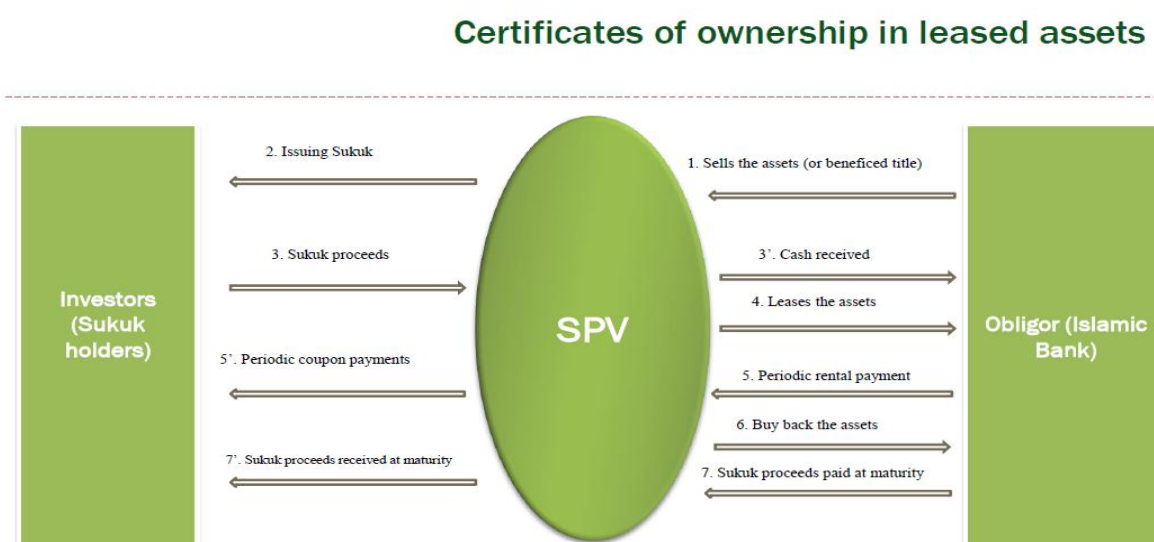 Certificates of ownership in leased assets
2. Issuing Sukuk
1. Sells the assets (or beneficed title)
3. Sukuk proceeds
3’. Cash received
4. Leases the assets
Investors
(Sukuk
holders)
SPV
Obligor (Islamic
Bank)
5’. Periodic coupon payments
5. Periodic rental payment
6. Buy back the assets
7’. Sukuk proceeds received at maturity
7. Sukuk proceeds paid at maturity